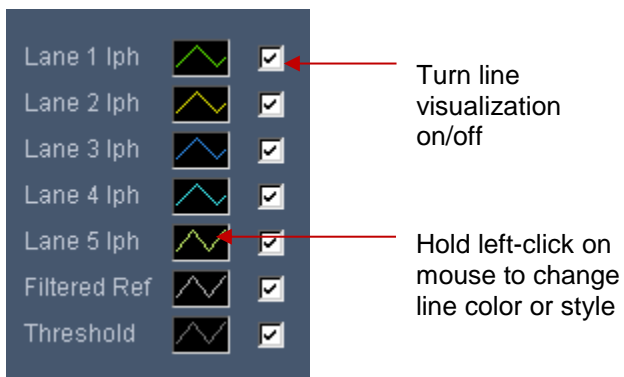 Lane 1 Iph
Lane 2 Iph
Lane 3 Iph
Lane 4 Iph
Lane 5 Iph
Filtered Ref
Threshold
Turn line
visualization
on/off
Hold left-click on
mouse to change
line color or style